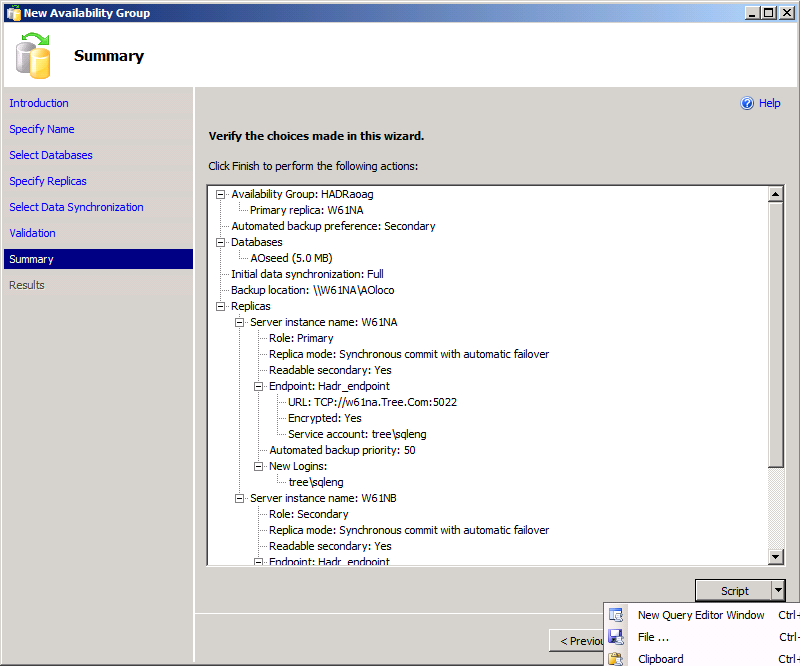 New Availability Group
Summary
Introduction
Specify Name
Select Databases
Specify Replicas
Select Data Synchronization
Validation
Summary
Results
Help
Verify the choices made in this wizard.
Click Finish to perform the following actions:
Availability Group: HADRaoag
Primary replica: W61NA
Automated backup preference: Secondary
Databases
AOseed (5.0 MB)
Initial data synchronization: Full
Backup location: \\W61NA\AOloco
Replicas
Server instance name: W61NA
Role: Primary
Replica mode: Synchronous commit with automatic failover
Readable secondary: Yes
Endpoint: Hadr_endpoint
URL: TCP://w61na.Tree.Com:5022
Encrypted: Yes
Service account: tree\sqleng
Automated backup priority: 50
New Logins:
tree\sqleng
Server instance name: W61NB
Role: Secondary
Replica mode: Synchronous commit with automatic failover
Readable secondary: Yes
Endpoint: Hadr_endpoint
Script
< Previou
New Query Editor Window Ctrl+
File ... Ctrl+
Clipboard Ctrl+